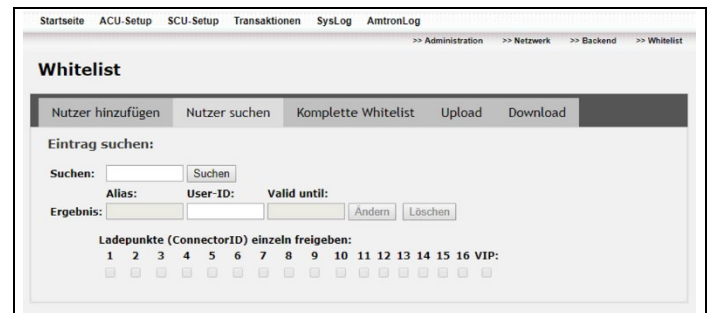 Startseite ACU-Setup SCU-Setup Transaktionen SysLog AmtronLog
>> Administration >> Netzwerk >> Backend >> Whitelist
Whitelist
Nutzer hinzufügen Nutzer suchen Komplette Whitelist Upload Download
Eintrag suchen:
Suchen: Suchen
Alias: User-ID: Valid until:
Ergebnis: Ändern Löschen
Ladepunkte (ConnectorID) einzeln freigeben:
1 2 3 4 5 6 7 8 9 10 11 12 13 14 15 16 VIP: